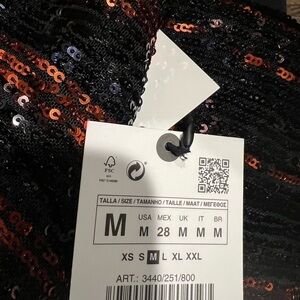 FSC
TALLA / SIZE / TAMANHO / TAILLE / MAAT / ΜΕΓΕΘΟΣ
M
USA MEX UK IT BR
M 28 M M M
XS S M L XL XXL
ART.: 3440/251/800